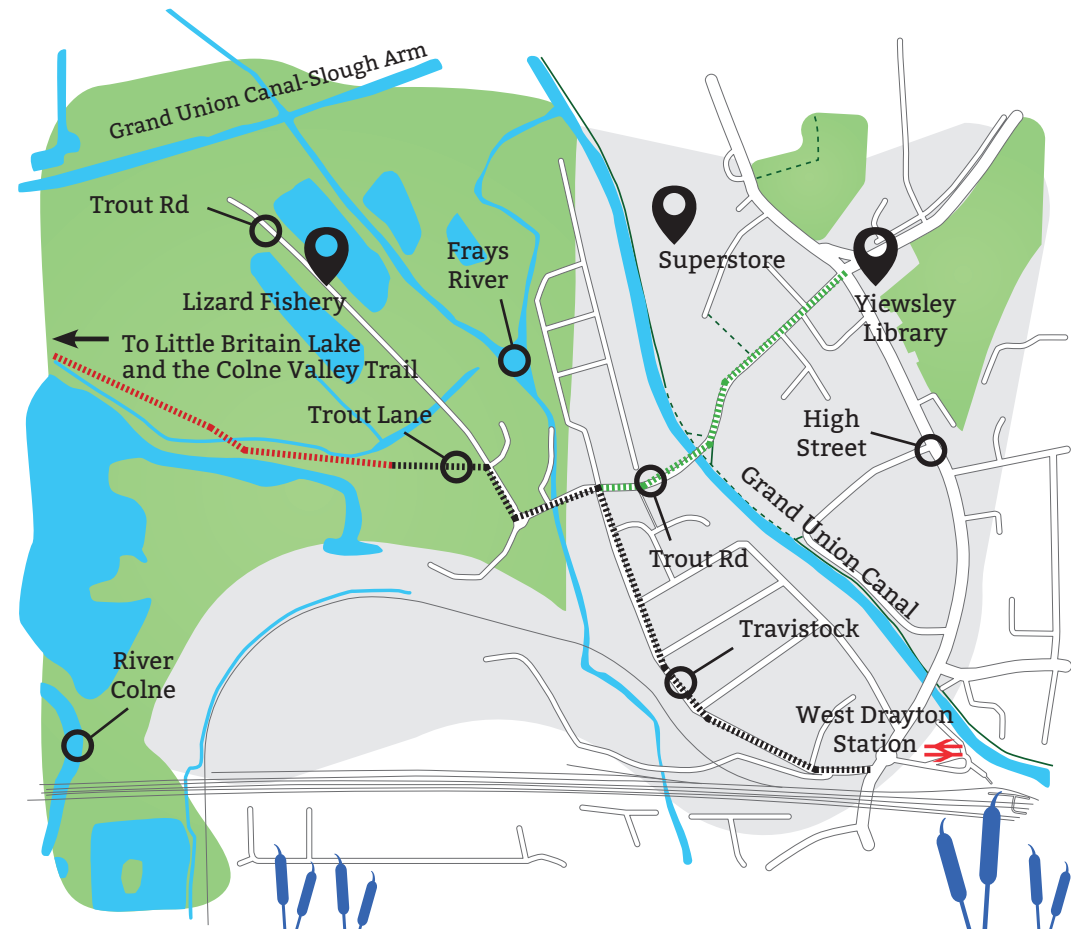 Grand Union Canal-Slough Arm
Trout Rd
Frays
River
Superstore
Lizard Fishery
Yiewsley
Library
To Little Britain Lake
and the Colne Valley Trail
Trout Lane
High
Street
Grand Union Canal
Trout Rd
Travistock
River
Colne
West Drayton
Station